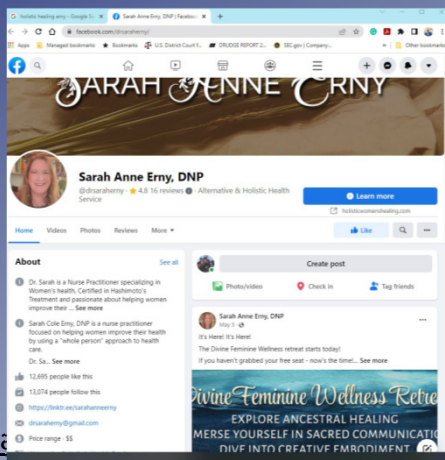 holistic healing erny - Google Se
Sarah Anne Erny, DNP | Facebook
facebook.com/drsaraherny/
Apps Managed bookmarks Bookmarks U.S. District Court f... DRUDGE REPORT 2... SEC.gov | Company... Other bookmarks
SARAH ANNE ERNY
Sarah Anne Erny, DNP
@drsaraherny · 4.8 16 reviews · Alternative & Holistic Health
Service
Learn more
holisticwomenshealing.com
Home Videos Photos Reviews More
Like
About
See all
Dr. Sarah is a Nurse Practitioner specializing in
Women's health, Certified in Hashimoto's
Treatment and passionate about helping women
improve their ... See more
Sarah Cole Erny, DNP is a nurse practitioner
focused on helping women improve their health
by using a "whole person" approach to health
care.
Dr. Sa... See more
12,695 people like this
13,074 people follow this
https://linktr.ee/sarahanneerny
drsaraherny@gmail.com
Price range · $$
Create post
Photo/video Check in Tag friends
Sarah Anne Erny, DNP
May 5
It's Here! It's Here!
The Divine Feminine Wellness retreat starts today!
If you haven't grabbed your free seat - now's the time!... See more
Divine Feminine Wellness Retre
EXPLORE ANCESTRAL HEALING
MERSE YOURSELF IN SACRED COMMUNICATIO
DIVE INTO CREATIVE EMBODIMENT